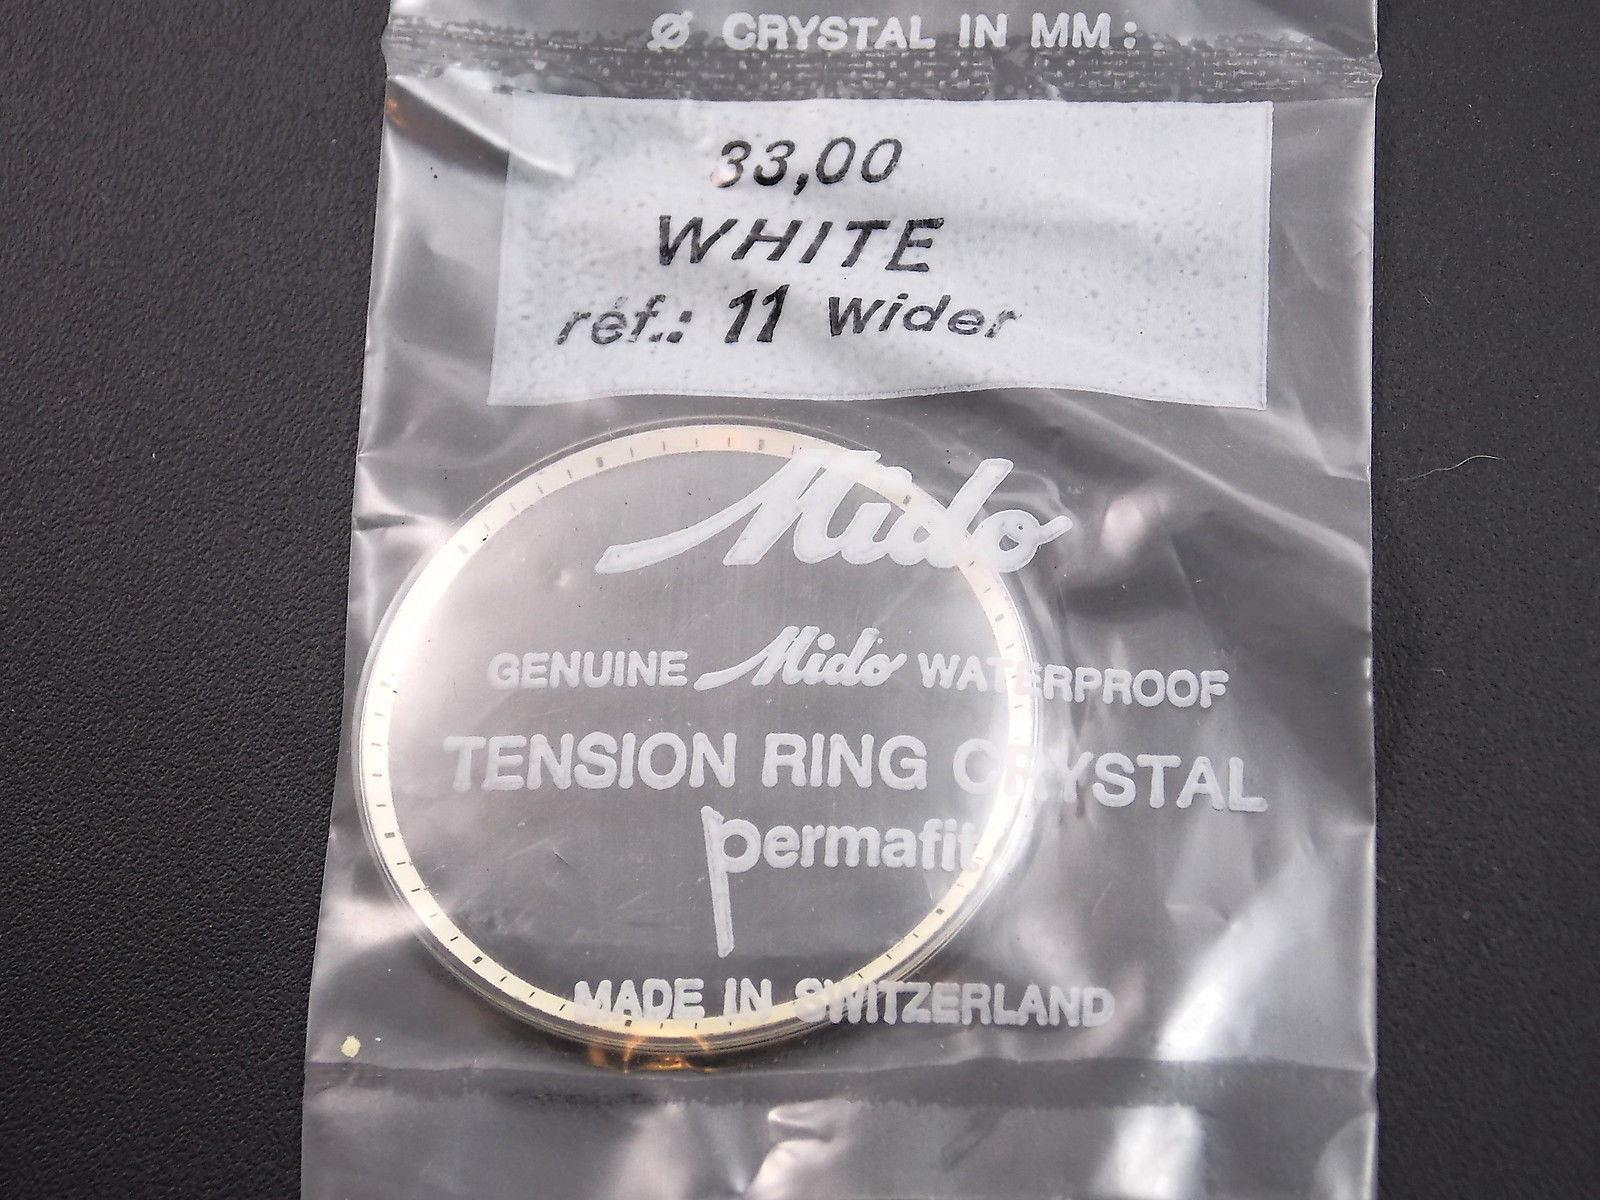 Ø CRYSTAL IN MM:
33,00
WHITE
réf.: 11 Wider
Mido
GENUINE Mido WATERPROOF
TENSION RING CRYSTAL
permafit
MADE IN SWITZERLAND